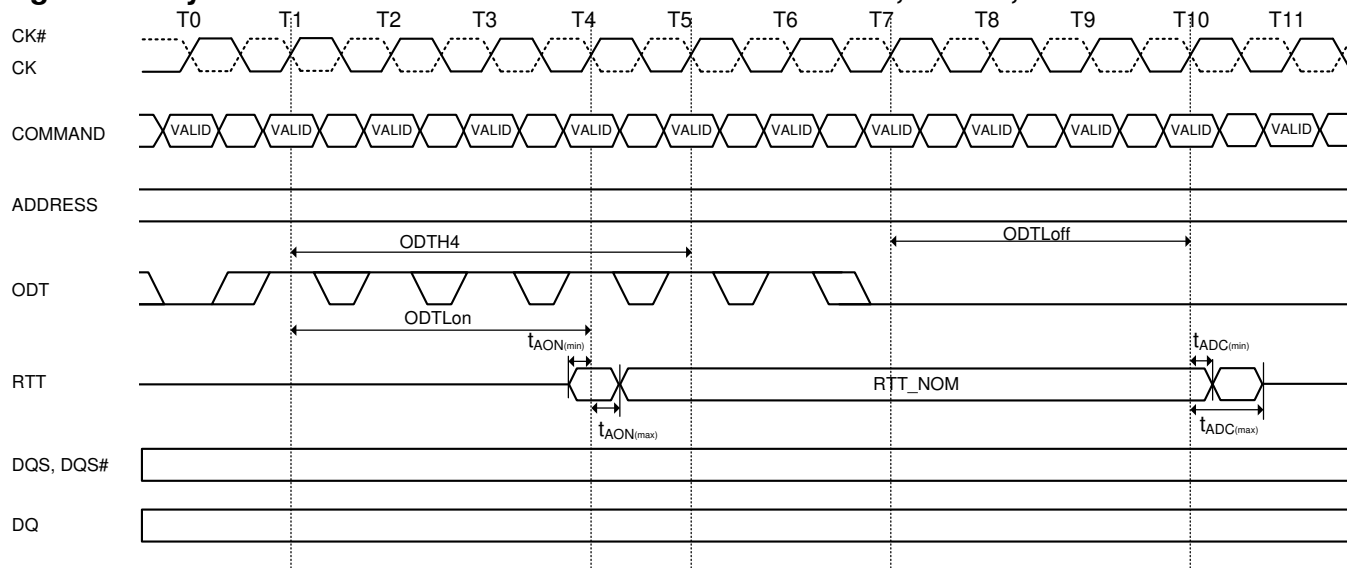 T0 T1 T2 T3 T4 T5 T6 T7 T8 T9 T10 T11
CK#
CK
COMMAND VALID VALID VALID VALID VALID VALID VALID VALID VALID VALID VALID VALID
ADDRESS
ODTH4 ODTLoff
ODT
ODTLon
tAON(min) tADC(min)
RTT RTT_NOM
tAON(max) tADC(max)
DQS, DQS#
DQ